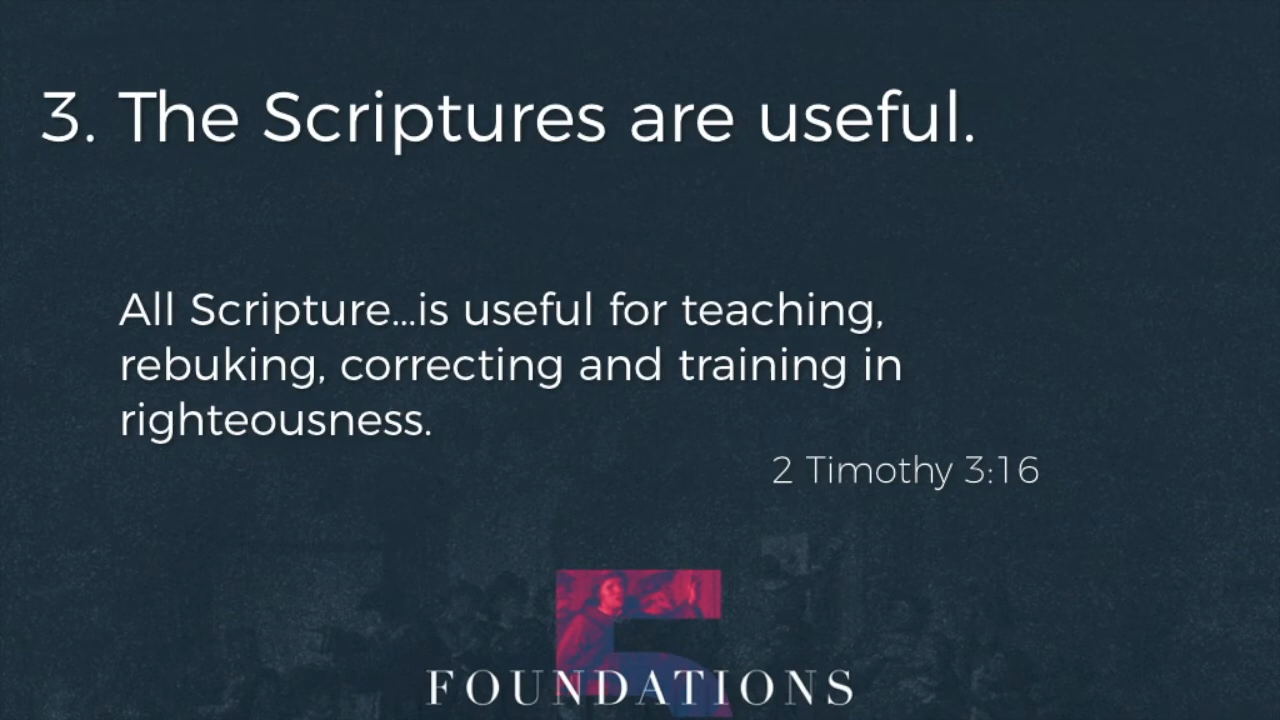 3. The Scriptures are useful.
All Scripture...is useful for teaching,
rebuking, correcting and training in
righteousness.
2 Timothy 3:16
5
FOUNDATIONS